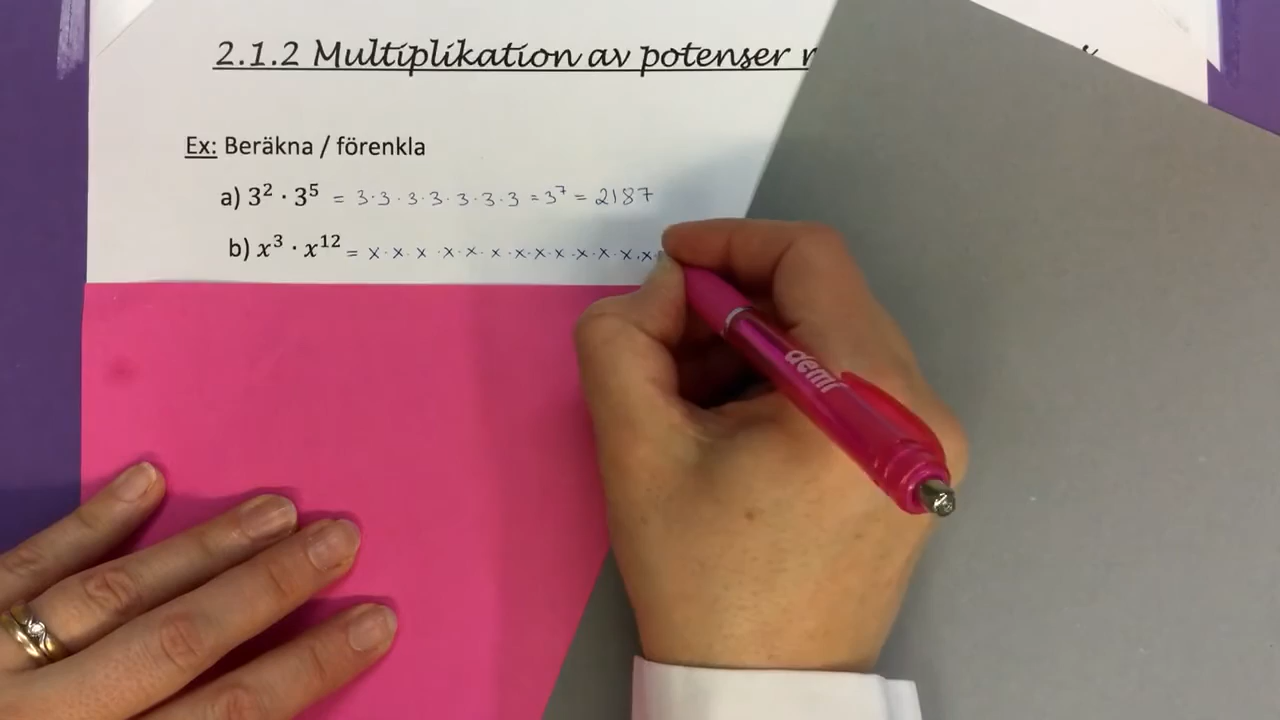 2.1.2 Multiplikation av potenser
Ex: Beräkna / förenkla
a) 3² · 3⁵ = 3·3·3·3·3·3·3 = 3⁷ = 2187
b) x³ · x¹² = x·x·x·x·x·x·x·x·x·x·x·x·x
demi